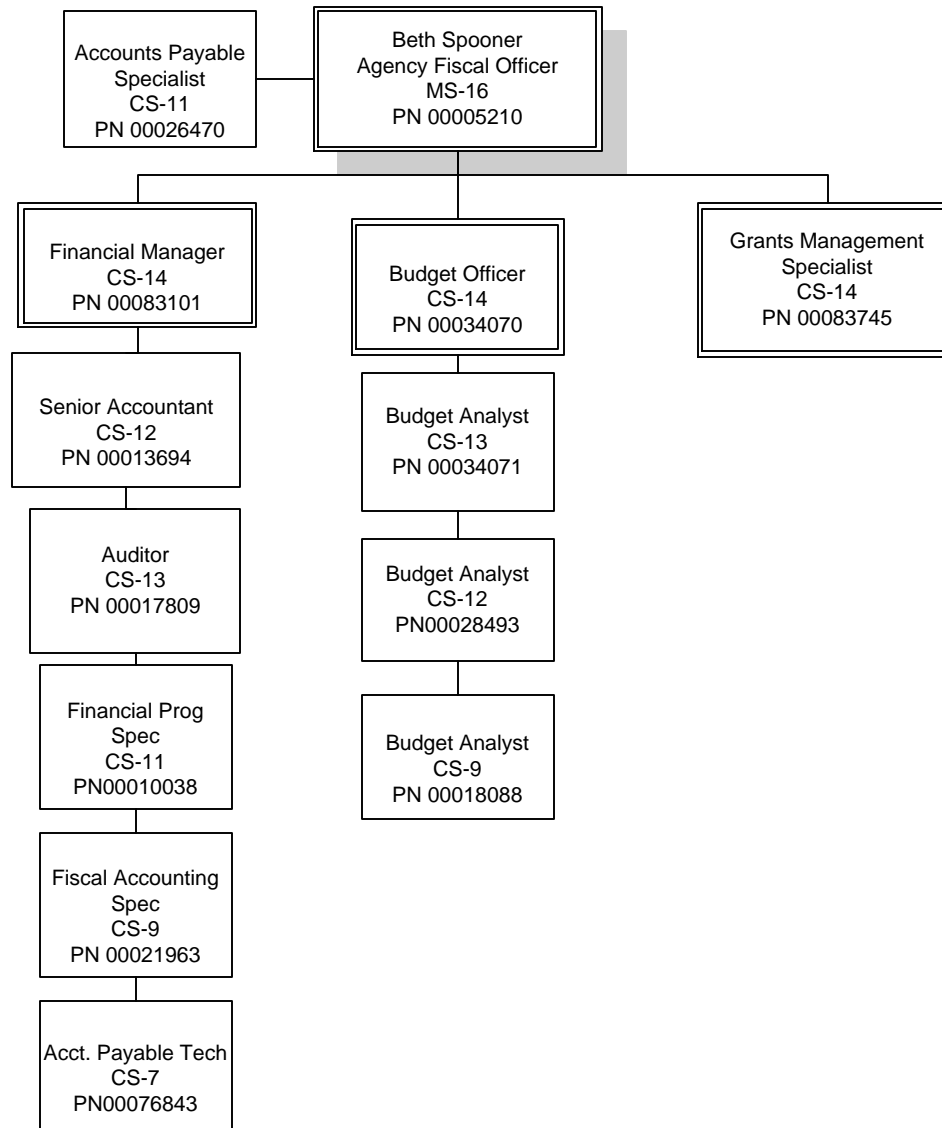 Accounts Payable
Specialist
CS-11
PN 00026470
Beth Spooner
Agency Fiscal Officer
MS-16
PN 00005210
Financial Manager
CS-14
PN 00083101
Budget Officer
CS-14
PN 00034070
Grants Management
Specialist
CS-14
PN 00083745
Senior Accountant
CS-12
PN 00013694
Budget Analyst
CS-13
PN 00034071
Auditor
CS-13
PN 00017809
Budget Analyst
CS-12
PN00028493
Financial Prog
Spec
CS-11
PN00010038
Budget Analyst
CS-9
PN 00018088
Fiscal Accounting
Spec
CS-9
PN 00021963
Acct. Payable Tech
CS-7
PN00076843